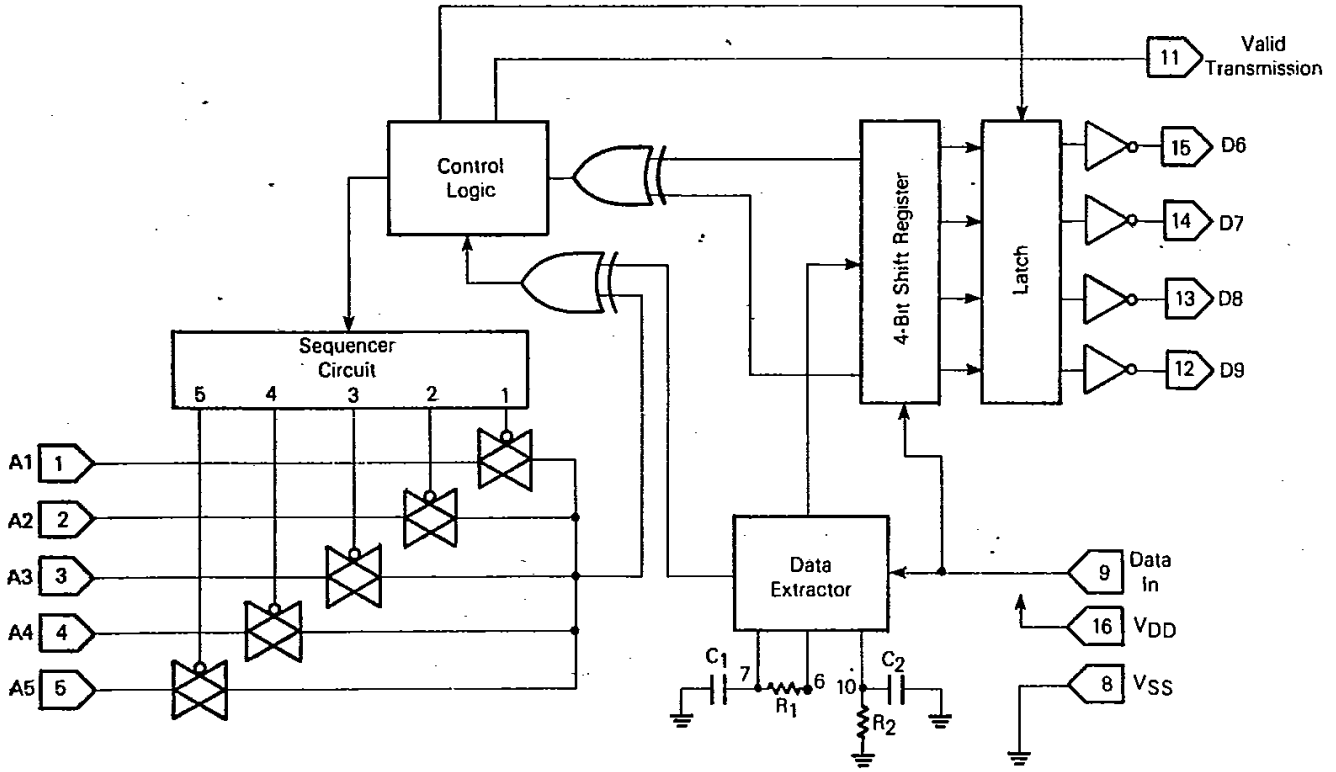 11
Valid
Transmission
Control
Logic
4-Bit Shift Register
Latch
15 D6
14 D7
13 D8
12 D9
Sequencer
Circuit
5 4 3 2 1
A1 1
A2 2
A3 3
A4 4
A5 5
Data
Extractor
9 Data
In
16 VDD
8 VSS
C1 7 R1 6 10 C2
R2